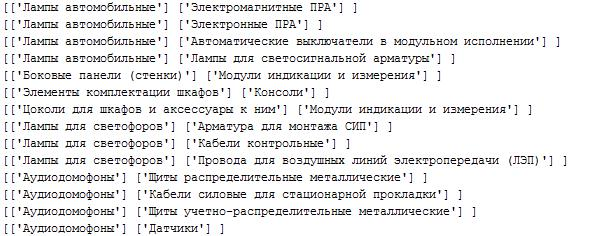 [['Лампы автомобильные'] ['Электромагнитные ПРА'] ]
[['Лампы автомобильные'] ['Электронные ПРА'] ]
[['Лампы автомобильные'] ['Автоматические выключатели в модульном исполнении'] ]
[['Лампы автомобильные'] ['Лампы для светосигнальной арматуры'] ]
[['Боковые панели (стенки)'] ['Модули индикации и измерения'] ]
[['Элементы комплектации шкафов'] ['Консоли'] ]
[['Цоколи для шкафов и аксессуары к ним'] ['Модули индикации и измерения'] ]
[['Лампы для светофоров'] ['Арматура для монтажа СИП'] ]
[['Лампы для светофоров'] ['Кабели контрольные'] ]
[['Лампы для светофоров'] ['Провода для воздушных линий электропередачи (ЛЭП)'] ]
[['Аудиодомофоны'] ['Щиты распределительные металлические'] ]
[['Аудиодомофоны'] ['Кабели силовые для стационарной прокладки'] ]
[['Аудиодомофоны'] ['Щиты учетно-распределительные металлические'] ]
[['Аудиодомофоны'] ['Датчики'] ]